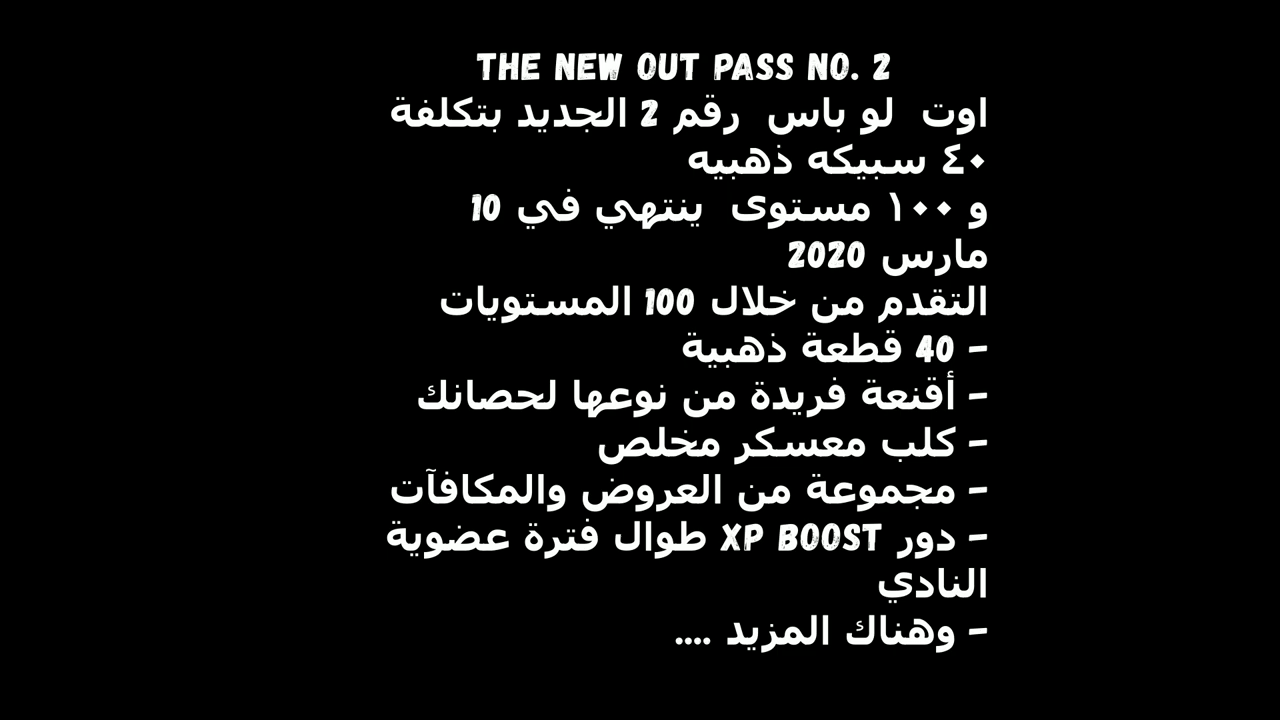 THE NEW OUT PASS NO. 2
اوت لو باس رقم 2 الجديد بتكلفة
٤٠ سبيكه ذهبيه
و ١٠٠ مستوى ينتهي في 10
مارس 2020
التقدم من خلال 100 المستويات
- 40 قطعة ذهبية
- أقنعة فريدة من نوعها لحصانك
- كلب معسكر مخلص
- مجموعة من العروض والمكافآت
- دور XP BOOST طوال فترة عضوية
النادي
- وهناك المزيد ....